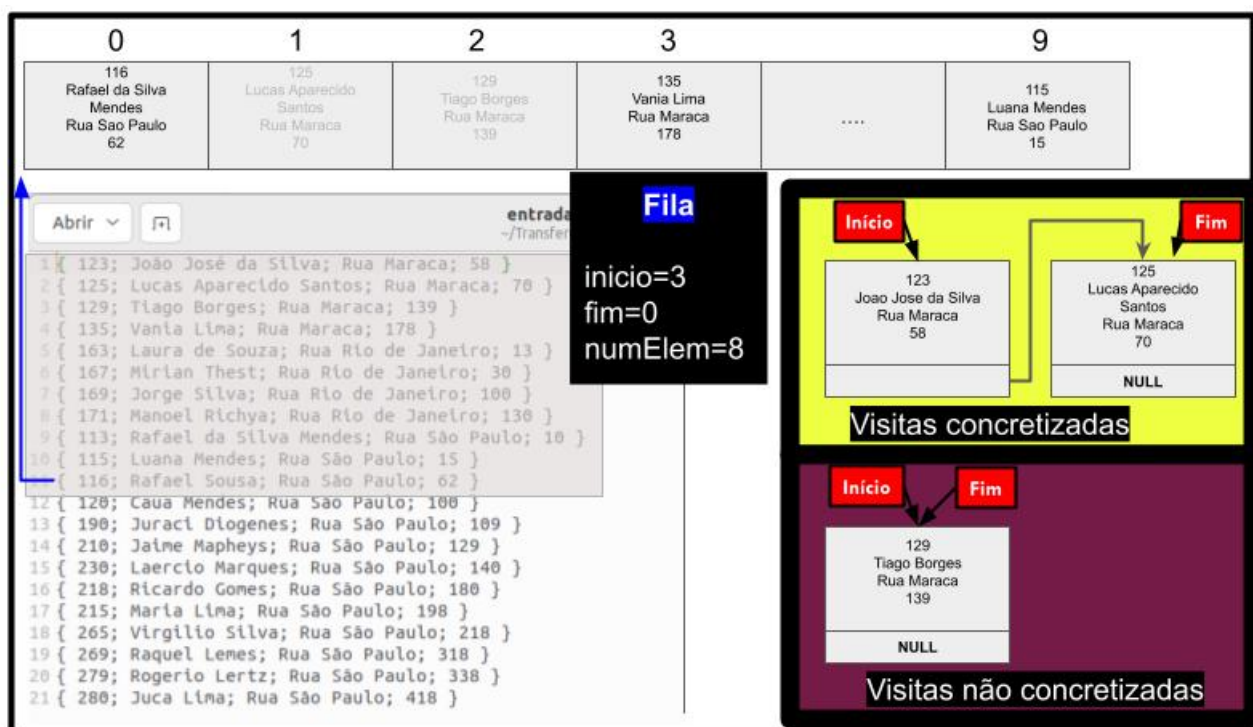 0 1 2 3 9
116
Rafael da Silva
Mendes
Rua Sao Paulo
62
125
Lucas Aparecido
Santos
Rua Maraca
70
129
Tiago Borges
Rua Maraca
139
135
Vania Lima
Rua Maraca
178
....
115
Luana Mendes
Rua Sao Paulo
15
Abrir
entrada
~/Transfer
1 { 123; João José da Silva; Rua Maraca; 58 }
2 { 125; Lucas Aparecido Santos; Rua Maraca; 70 }
3 { 129; Tiago Borges; Rua Maraca; 139 }
4 { 135; Vania Lima; Rua Maraca; 178 }
5 { 163; Laura de Souza; Rua Rio de Janeiro; 13 }
6 { 167; Mirian Thest; Rua Rio de Janeiro; 30 }
7 { 169; Jorge Silva; Rua Rio de Janeiro; 100 }
8 { 171; Manoel Richya; Rua Rio de Janeiro; 130 }
9 { 113; Rafael da Silva Mendes; Rua São Paulo; 10 }
10 { 115; Luana Mendes; Rua São Paulo; 15 }
{ 116; Rafael Sousa; Rua São Paulo; 62 }
12 { 120; Caua Mendes; Rua São Paulo; 100 }
13 { 190; Juraci Diogenes; Rua São Paulo; 109 }
14 { 210; Jaime Mapheys; Rua São Paulo; 129 }
15 { 230; Laercio Marques; Rua São Paulo; 140 }
16 { 218; Ricardo Gomes; Rua São Paulo; 180 }
17 { 215; Maria Lima; Rua São Paulo; 198 }
18 { 265; Virgilio Silva; Rua São Paulo; 218 }
19 { 269; Raquel Lemes; Rua São Paulo; 318 }
20 { 279; Rogerio Lertz; Rua São Paulo; 338 }
21 { 280; Juca Lima; Rua São Paulo; 418 }
Fila
inicio=3
fim=0
numElem=8
Início
Fim
123
Joao Jose da Silva
Rua Maraca
58
125
Lucas Aparecido
Santos
Rua Maraca
70
NULL
Visitas concretizadas
Início
Fim
129
Tiago Borges
Rua Maraca
139
NULL
Visitas não concretizadas